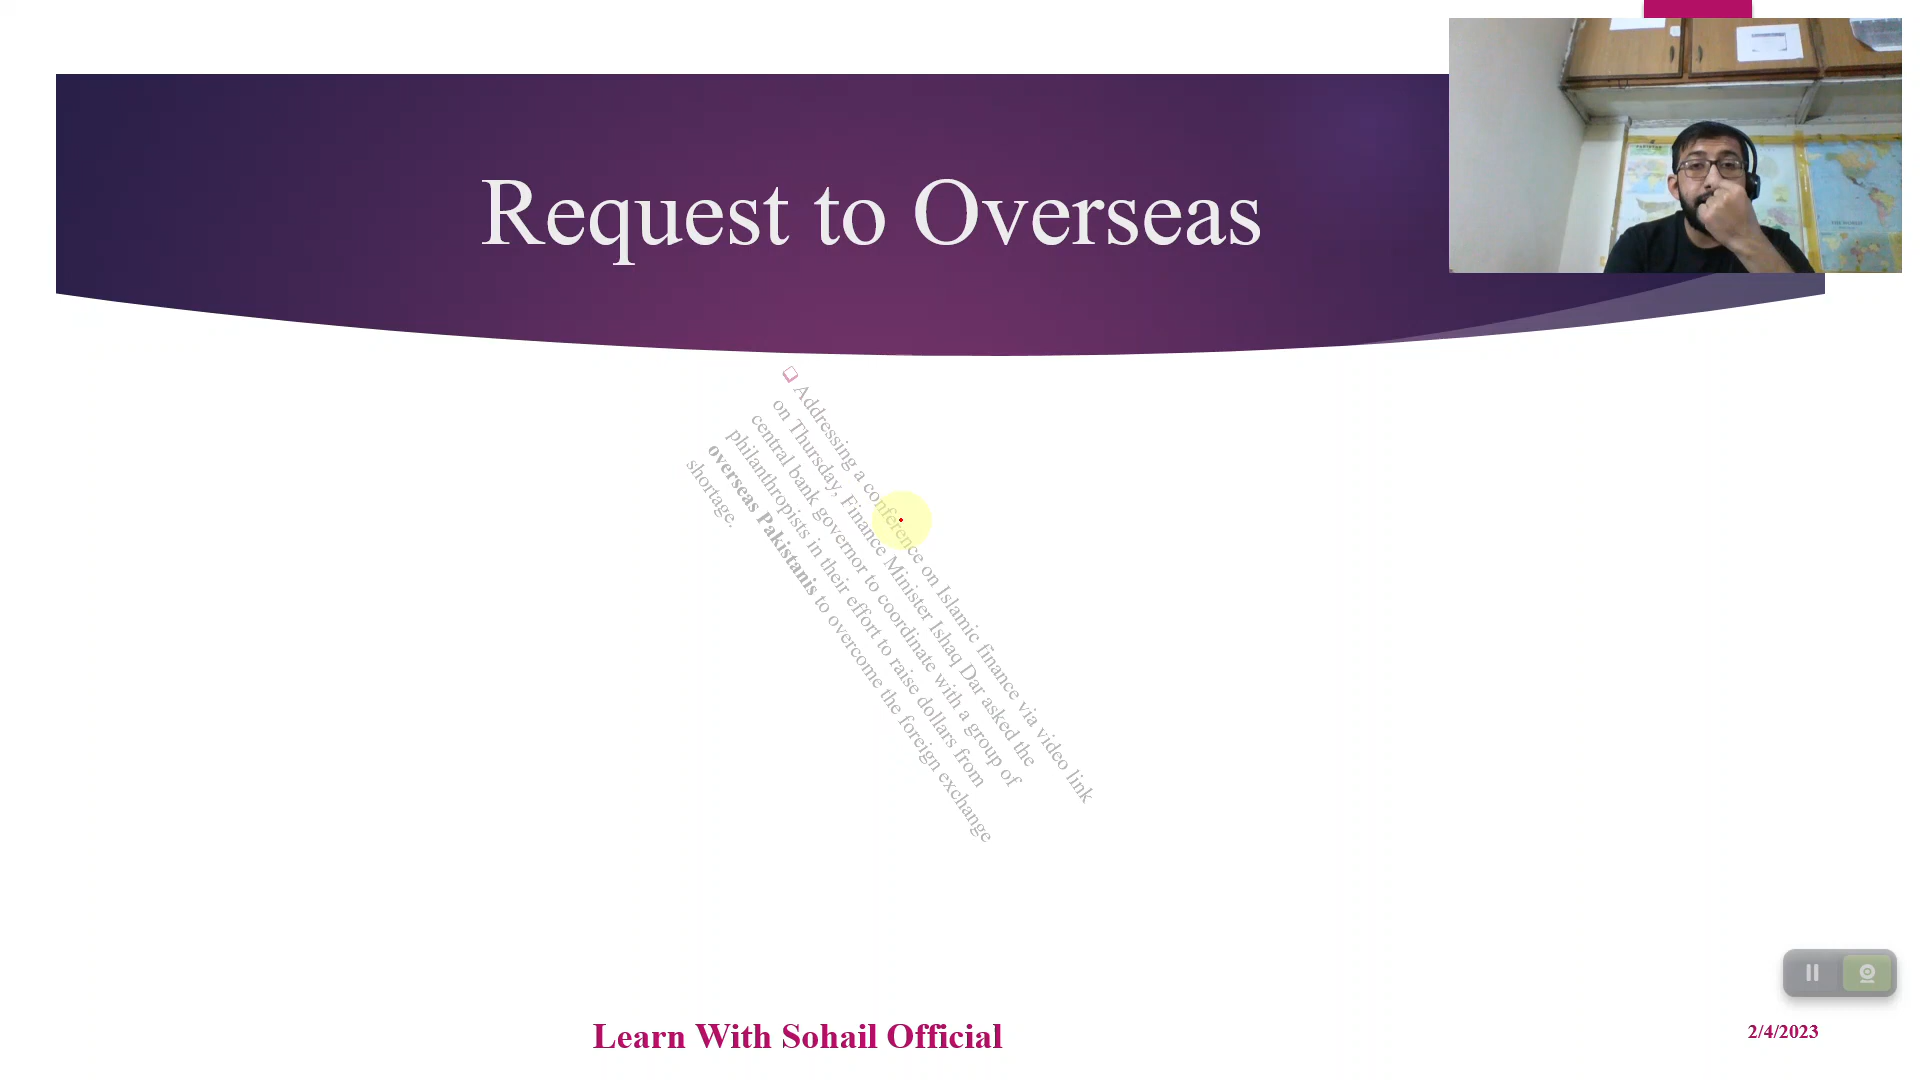 Request to Overseas
❑ Addressing a conference on Islamic finance via video link
on Thursday, Finance Minister Ishaq Dar asked the
central bank governor to coordinate with a group of
philanthropists in their effort to raise dollars from
overseas Pakistanis to overcome the foreign exchange
shortage.
Learn With Sohail Official
2/4/2023